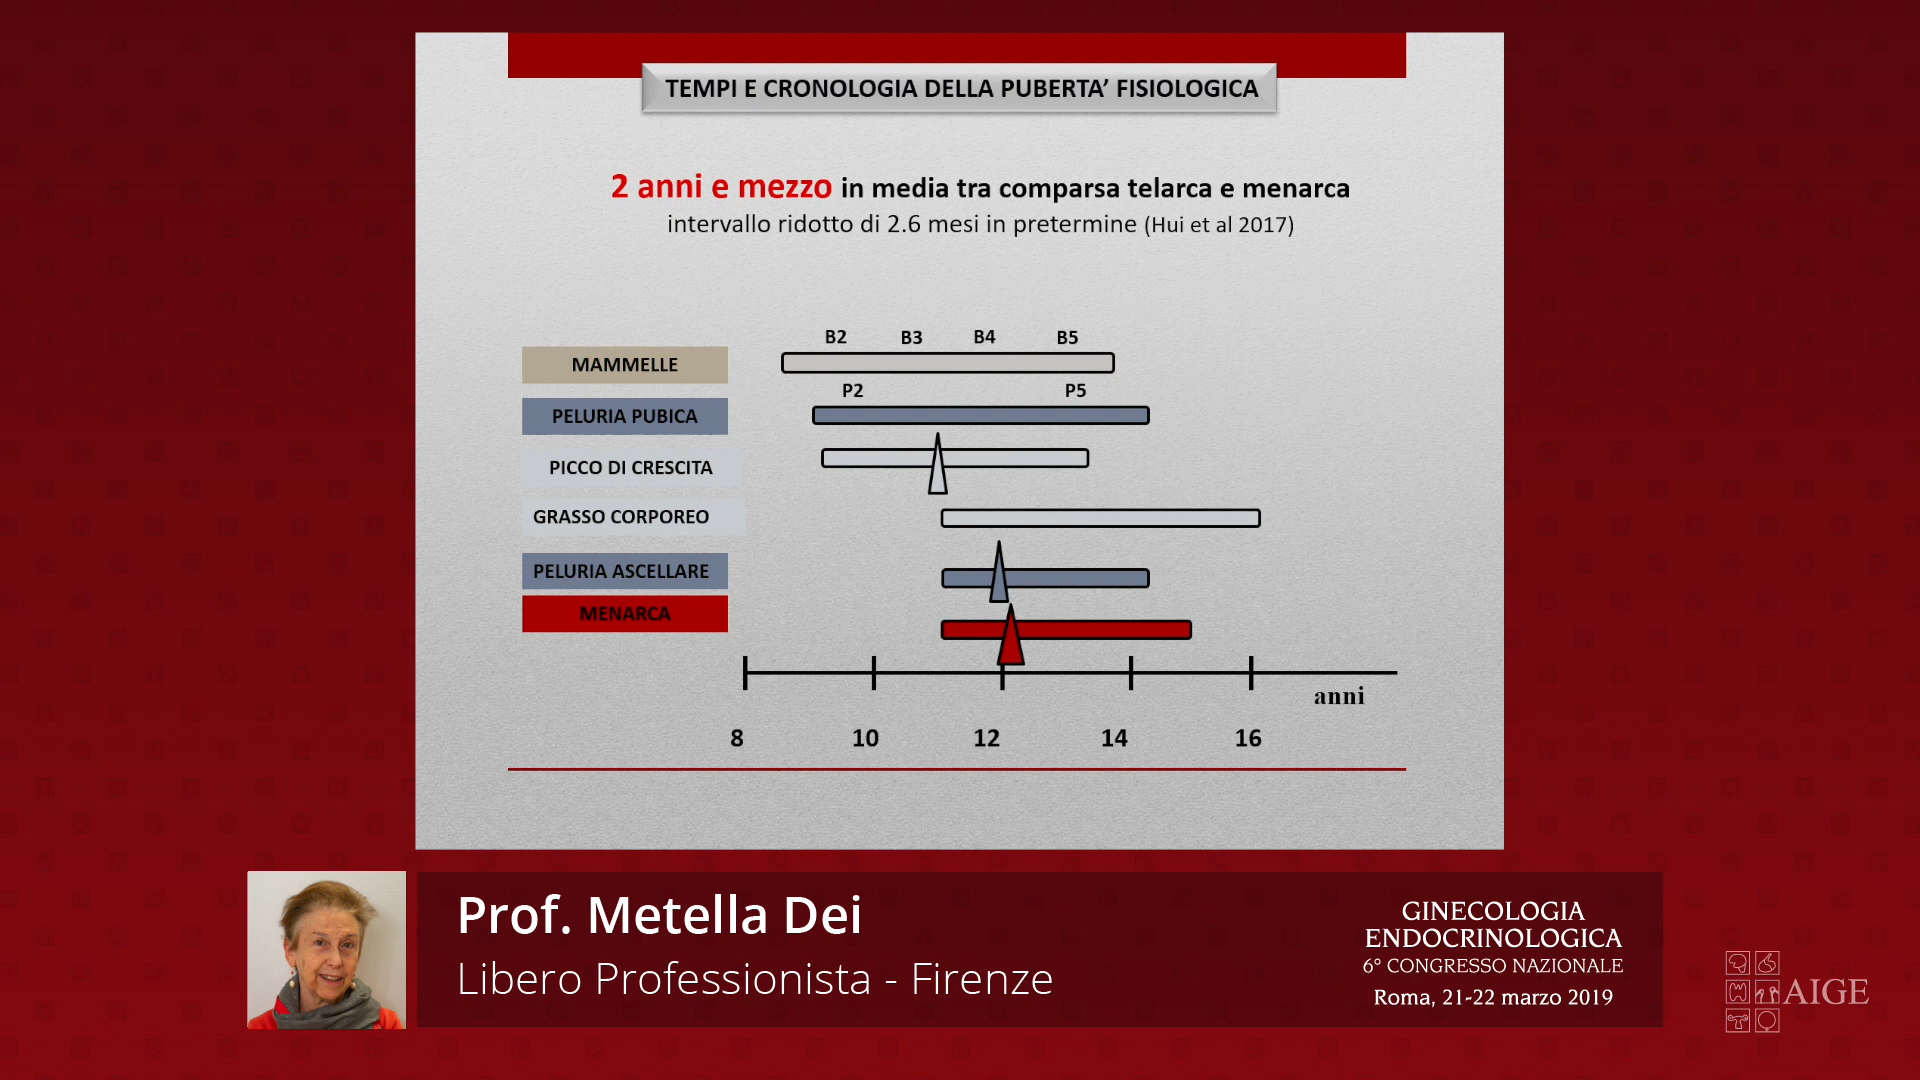 TEMPI E CRONOLOGIA DELLA PUBERTA’ FISIOLOGICA
2 anni e mezzo in media tra comparsa telarca e menarca
intervallo ridotto di 2.6 mesi in pretermine (Hui et al 2017)
B2 B3 B4 B5
MAMMELLE
P2 P5
PELURIA PUBICA
PICCO DI CRESCITA
GRASSO CORPOREO
PELURIA ASCELLARE
MENARCA
anni
8 10 12 14 16
Prof. Metella Dei
Libero Professionista - Firenze
GINECOLOGIA
ENDOCRINOLOGICA
6° CONGRESSO NAZIONALE
Roma, 21-22 marzo 2019
AIGE